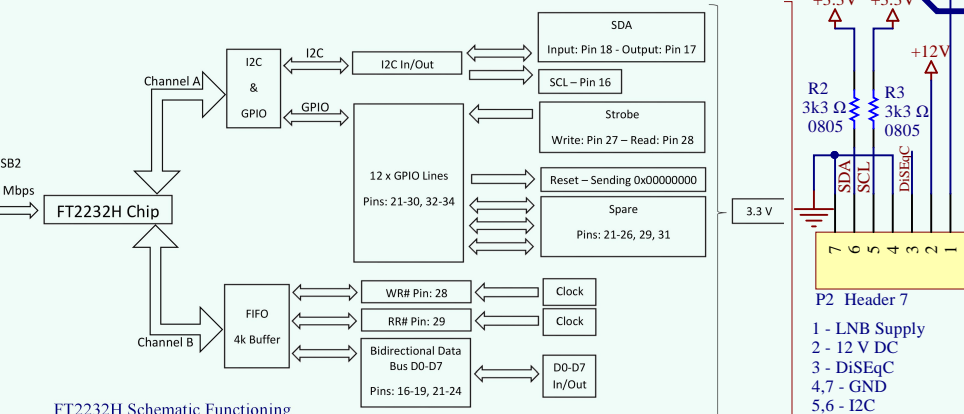 SDA
Input: Pin 18 - Output: Pin 17
I2C
I2C
&
GPIO
I2C In/Out
SCL – Pin 16
Channel A
GPIO
Strobe
Write: Pin 27 – Read: Pin 28
12 x GPIO Lines
Pins: 21-30, 32-34
Reset – Sending 0x00000000
Spare
Pins: 21-26, 29, 31
SB2
Mbps
FT2232H Chip
3.3 V
FIFO
4k Buffer
WR# Pin: 28
Clock
RR# Pin: 29
Clock
Channel B
Bidirectional Data
Bus D0-D7
Pins: 16-19, 21-24
D0-D7
In/Out
FT2232H Schematic Functioning
+3.3V
+3.3V
+12V
R2
3k3 Ω
0805
R3
3k3 Ω
0805
SDA
SCL
DiSEqC
7
6
5
4
3
2
1
P2 Header 7
1 - LNB Supply
2 - 12 V DC
3 - DiSEqC
4,7 - GND
5,6 - I2C